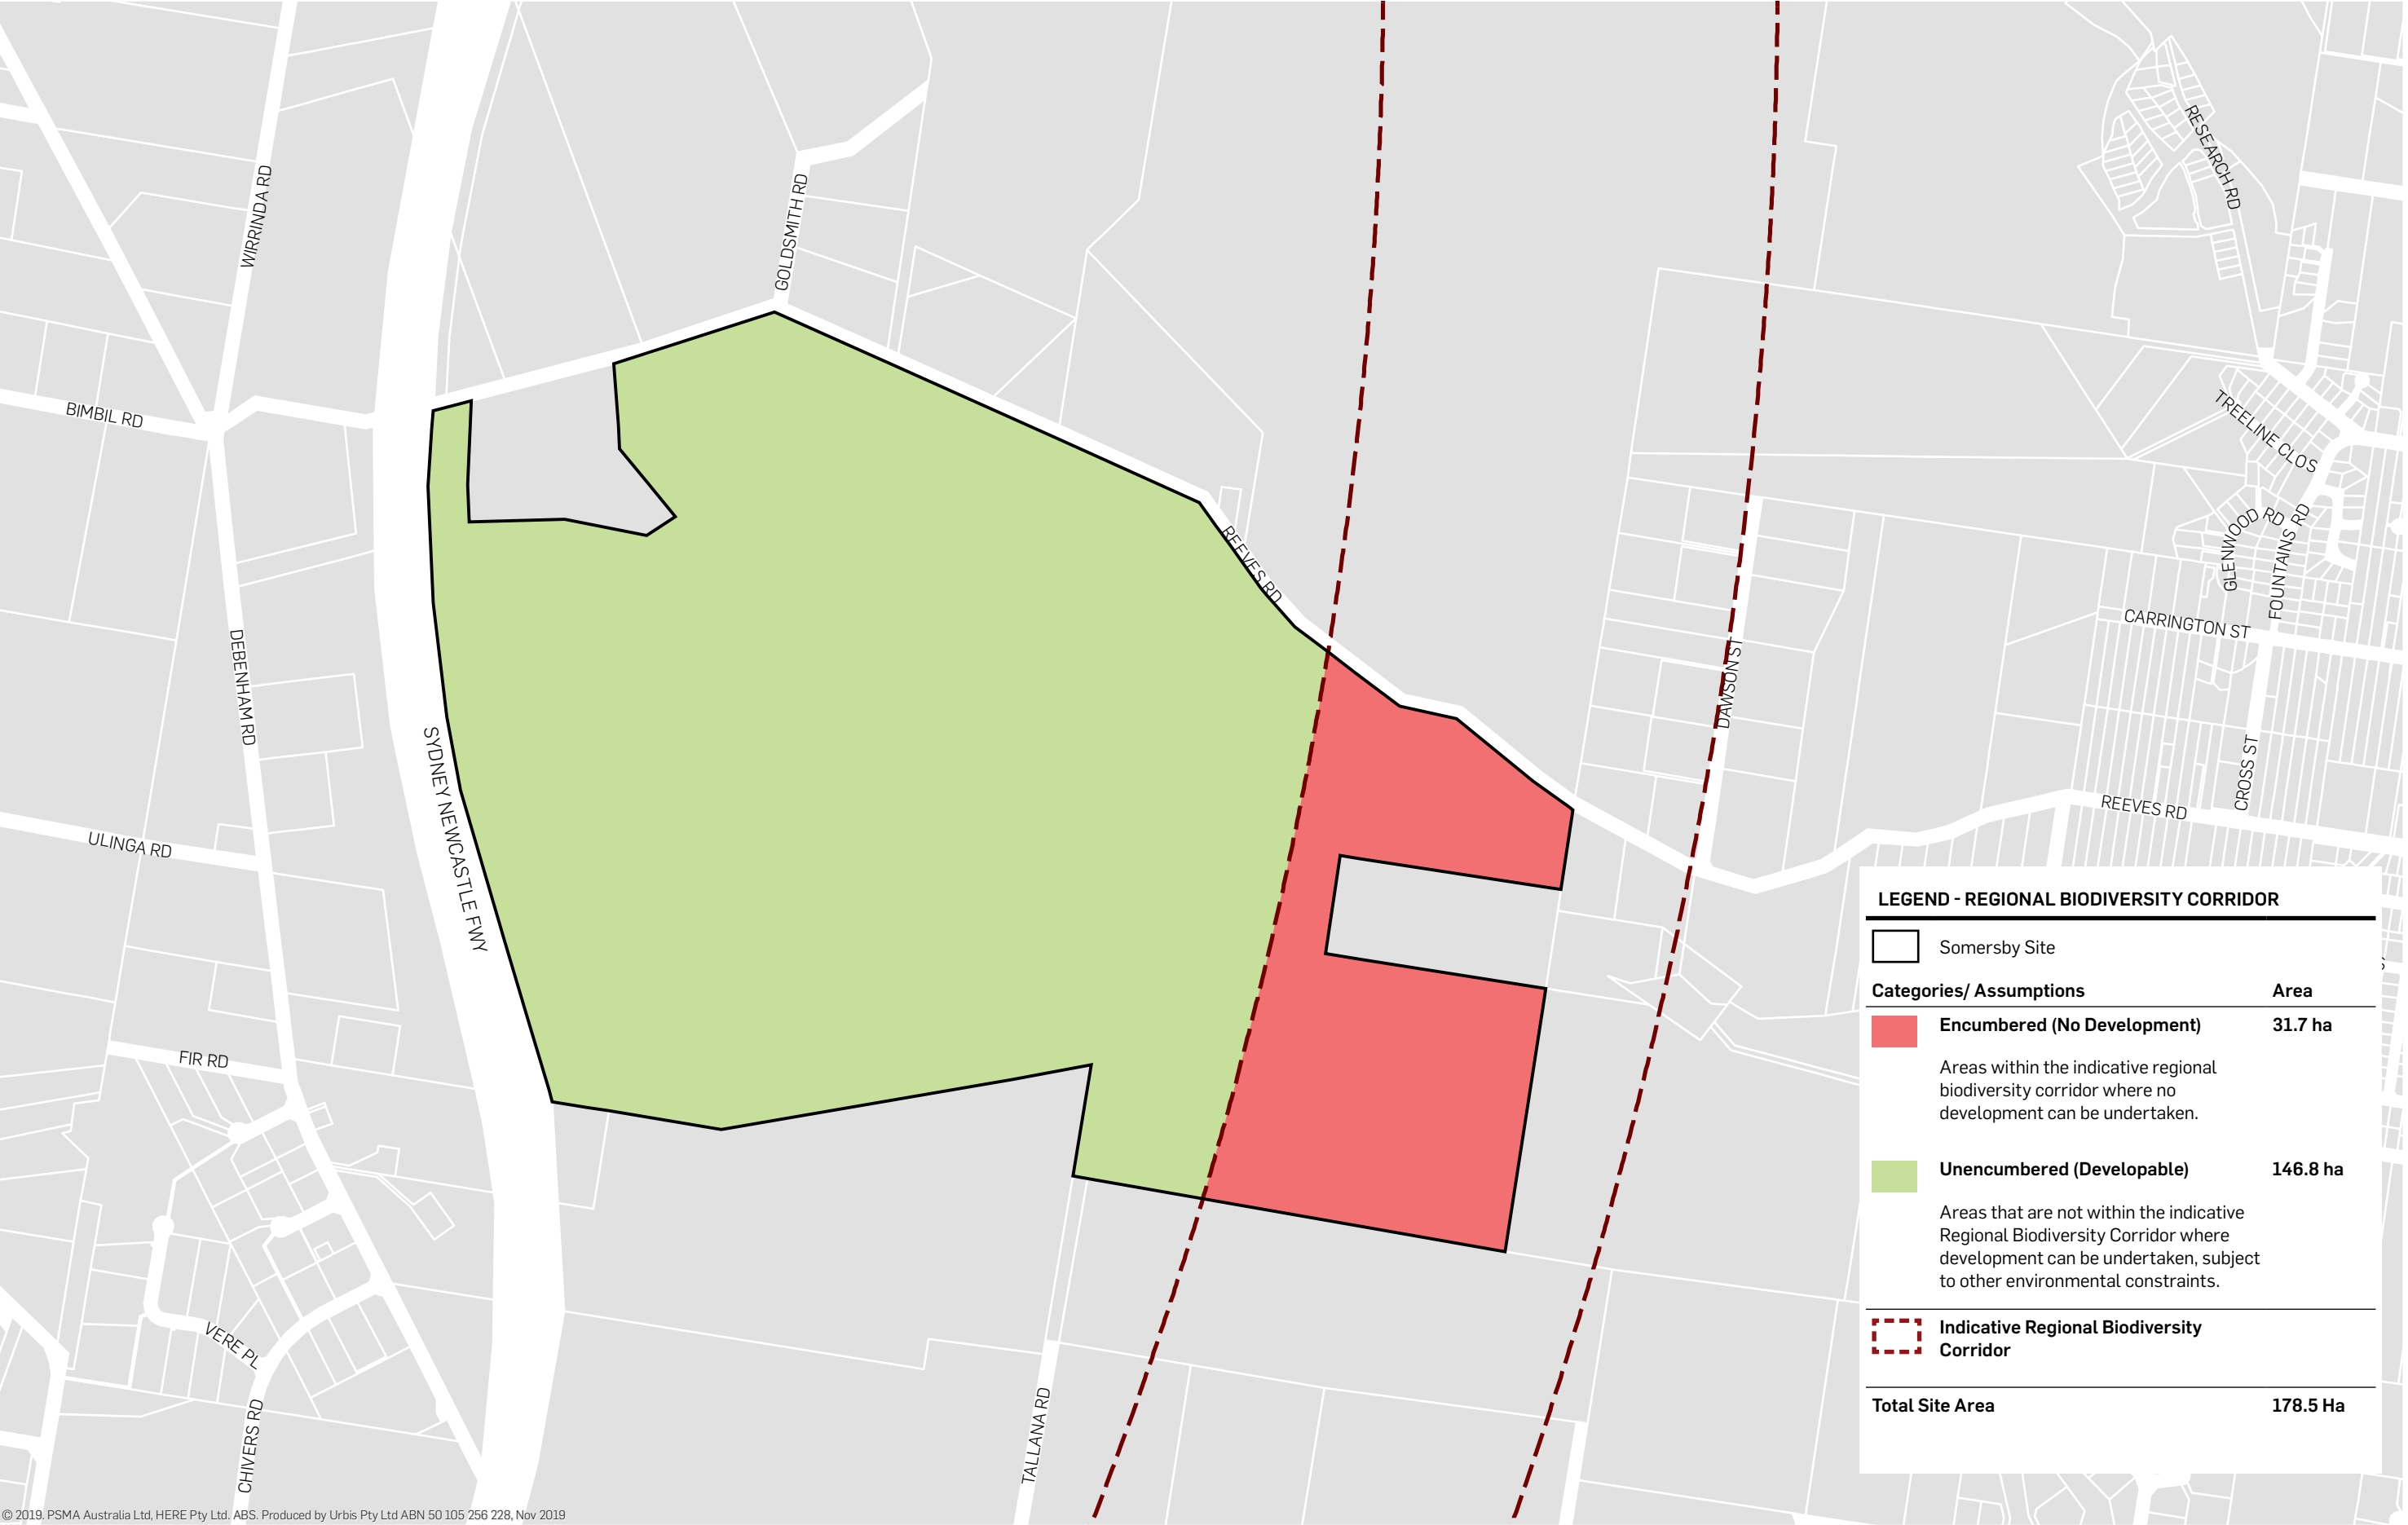 RESEARCH RD
WIRRINDA RD
GOLDSMITH RD
TREELINE CLOS
BIMBIL RD
GLENWOOD RD
FOUNTAINS RD
REEVES RD
CARRINGTON ST
DEBENHAM RD
DAWSON ST
CROSS ST
SYDNEY NEWCASTLE FWY
REEVES RD
ULINGA RD
FIR RD
VERE PL
CHIVERS RD
TALLANA RD
LEGEND - REGIONAL BIODIVERSITY CORRIDOR
Somersby Site
Categories/ Assumptions Area
Encumbered (No Development) 31.7 ha
Areas within the indicative regional
biodiversity corridor where no
development can be undertaken.
Unencumbered (Developable) 146.8 ha
Areas that are not within the indicative
Regional Biodiversity Corridor where
development can be undertaken, subject
to other environmental constraints.
Indicative Regional Biodiversity
Corridor
Total Site Area 178.5 Ha
© 2019. PSMA Australia Ltd, HERE Pty Ltd. ABS. Produced by Urbis Pty Ltd ABN 50 105 256 228, Nov 2019